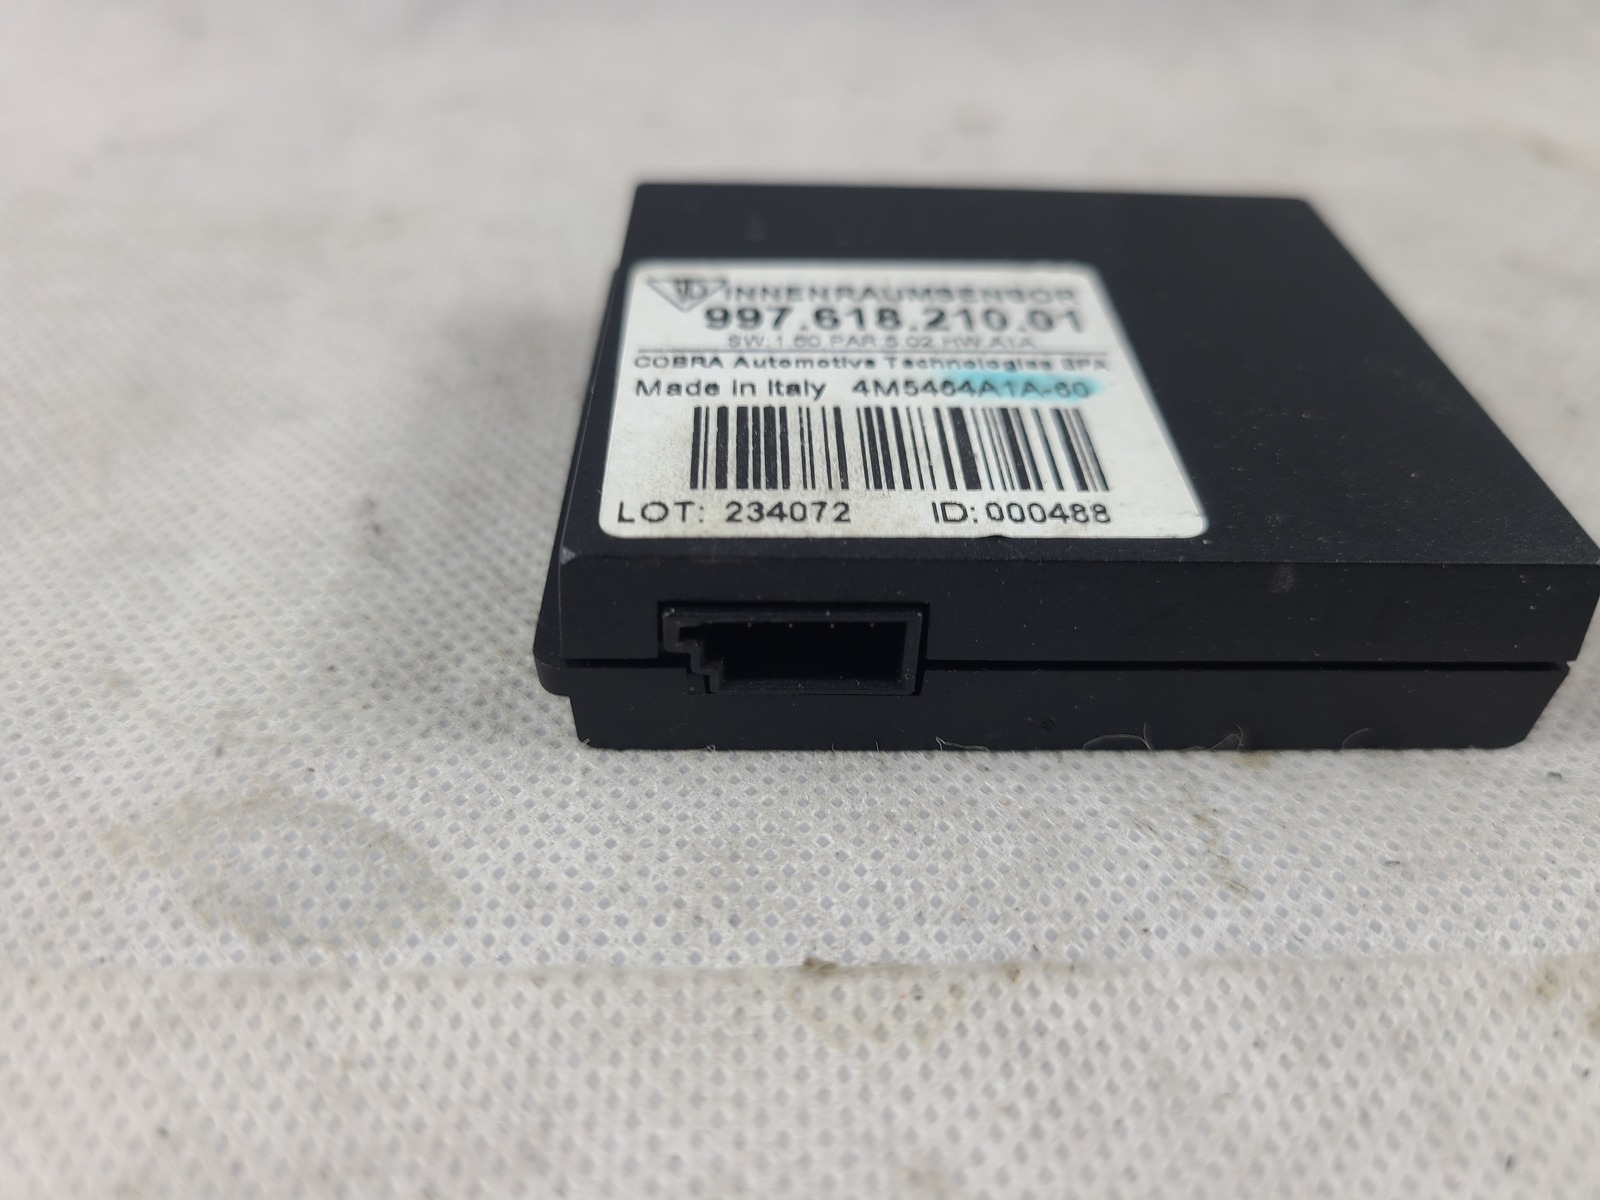 INNENRAUMSENSOR
997.618.210.01
SW.1.50 PAR.5.02 HW.A1A
COBRA Automotive Technologies SPA
Made in Italy 4M5464A1A-60
LOT: 234072 ID:000488